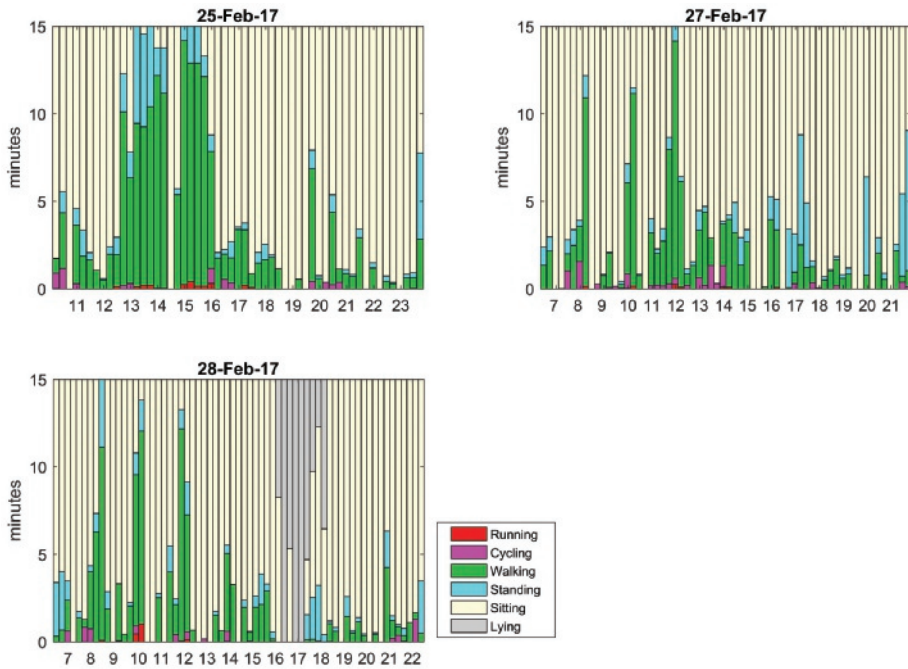 25-Feb-17
minutes
15
10
5
0
11 12 13 14 15 16 17 18 19 20 21 22 23
27-Feb-17
minutes
15
10
5
0
7 8 9 10 11 12 13 14 15 16 17 18 19 20 21
28-Feb-17
minutes
15
10
5
0
7 8 9 10 11 12 13 14 15 16 17 18 19 20 21 22
Running
Cycling
Walking
Standing
Sitting
Lying